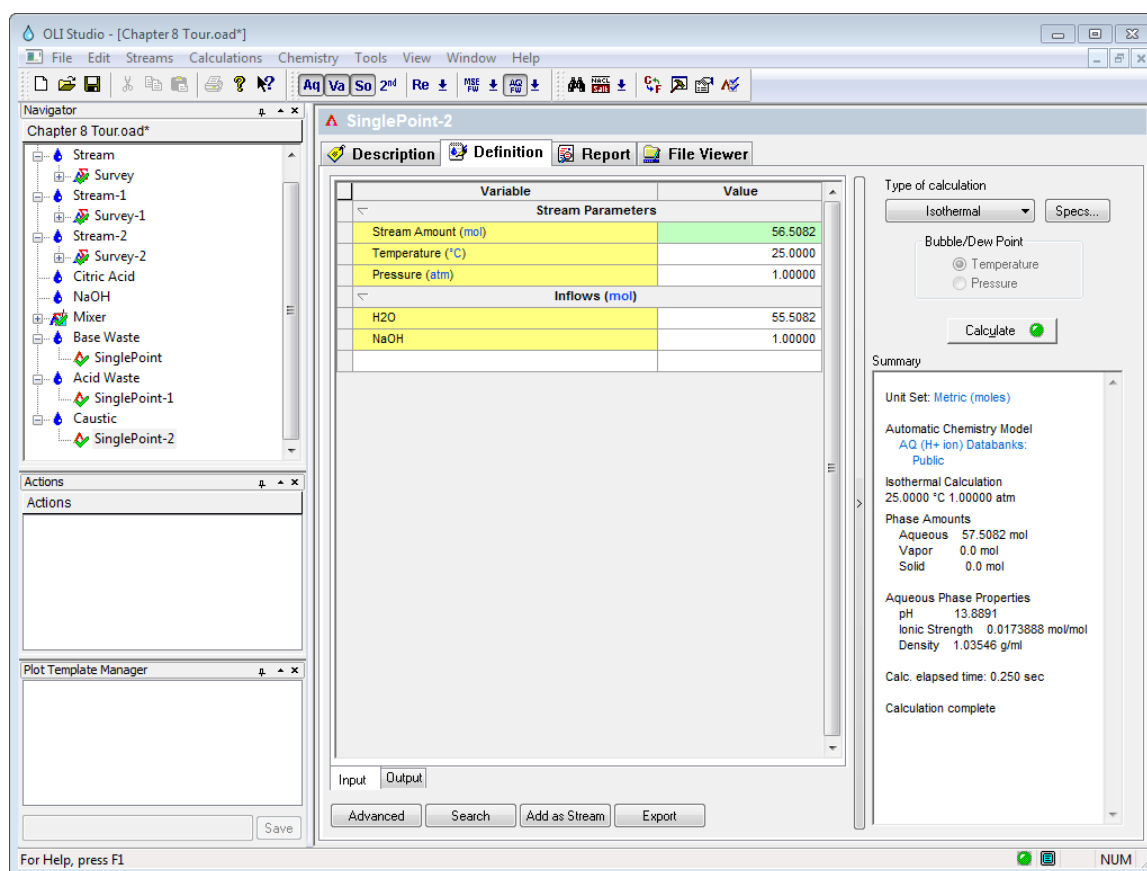 OLI Studio - [Chapter 8 Tour.oad*]
File Edit Streams Calculations Chemistry Tools View Window Help
Aq Va So 2nd Re MSE FW AQ FW NACL Salt °C °F
Navigator
Chapter 8 Tour.oad*
Stream
Survey
Stream-1
Survey-1
Stream-2
Survey-2
Citric Acid
NaOH
Mixer
Base Waste
SinglePoint
Acid Waste
SinglePoint-1
Caustic
SinglePoint-2
Actions
Actions
Plot Template Manager
Save
SinglePoint-2
Description Definition Report File Viewer
Variable Value
Stream Parameters
Stream Amount (mol) 56.5082
Temperature (°C) 25.0000
Pressure (atm) 1.00000
Inflows (mol)
H2O 55.5082
NaOH 1.00000
Input Output
Advanced Search Add as Stream Export
Type of calculation
Isothermal Specs...
Bubble/Dew Point
Temperature
Pressure
Calculate
Summary
Unit Set: Metric (moles)
Automatic Chemistry Model
AQ (H+ ion) Databanks:
Public
Isothermal Calculation
25.0000 °C 1.00000 atm
Phase Amounts
Aqueous 57.5082 mol
Vapor 0.0 mol
Solid 0.0 mol
Aqueous Phase Properties
pH 13.8891
Ionic Strength 0.0173888 mol/mol
Density 1.03546 g/ml
Calc. elapsed time: 0.250 sec
Calculation complete
For Help, press F1
NUM